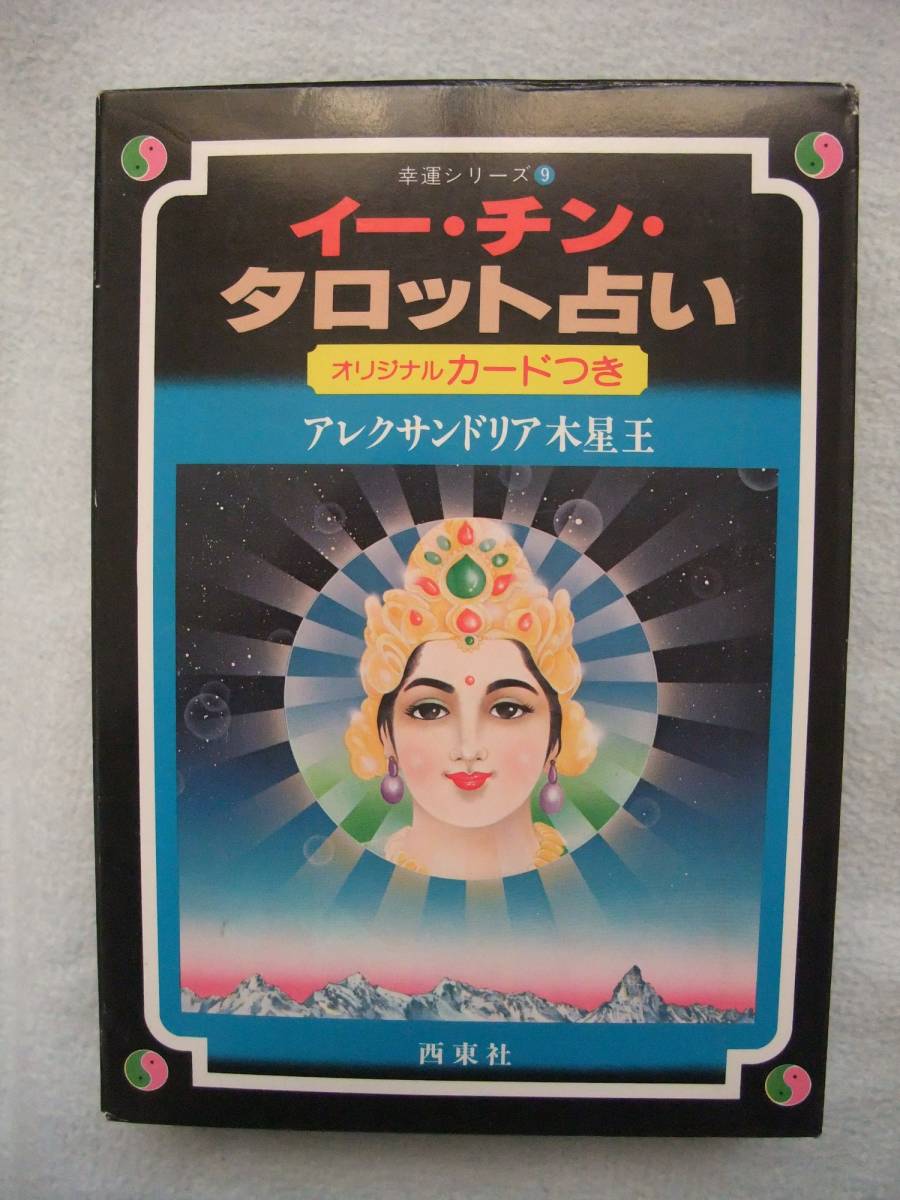 幸運シリーズ9
イー・チン・
タロット占い
オリジナルカードつき
アレクサンドリア木星王
西東社